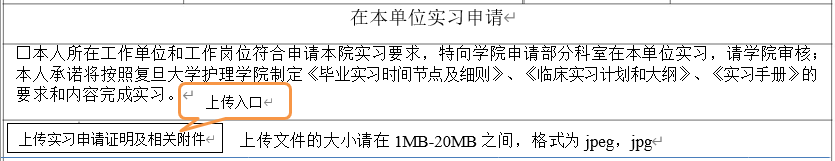 在本单位实习申请
□本人所在工作单位和工作岗位符合申请本院实习要求，特向学院申请部分科室在本单位实习，请学院审核；
本人承诺将按照复旦大学护理学院制定《毕业实习时间节点及细则》、《临床实习计划和大纲》、《实习手册》的
要求和内容完成实习。
上传入口
上传实习申请证明及相关附件 上传文件的大小请在 1MB-20MB 之间，格式为 jpeg，jpg